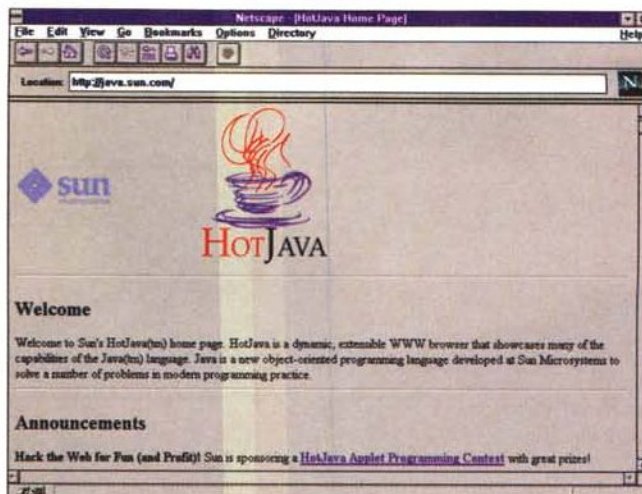 Netscape - [HotJava Home Page]
File Edit View Go Bookmarks Options Directory Help
Location: http://java.sun.com/
N
sun
HOTJAVA
Welcome
Welcome to Sun's HotJava(tm) home page. HotJava is a dynamic, extensible WWW browser that showcases many of the
capabilities of the Java(tm) language. Java is a new object-oriented programming language developed at Sun Microsystems to
solve a number of problems in modern programming practice.
Announcements
Hack the Web for Fun (and Profit)! Sun is sponsoring a HotJava Applet Programming Contest with great prizes!